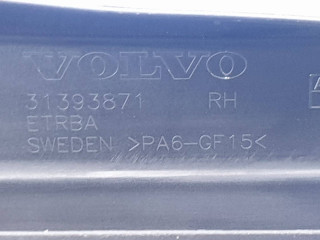 VOLVO
31393871 RH
ETRBA
SWEDEN >PA6-GF15<